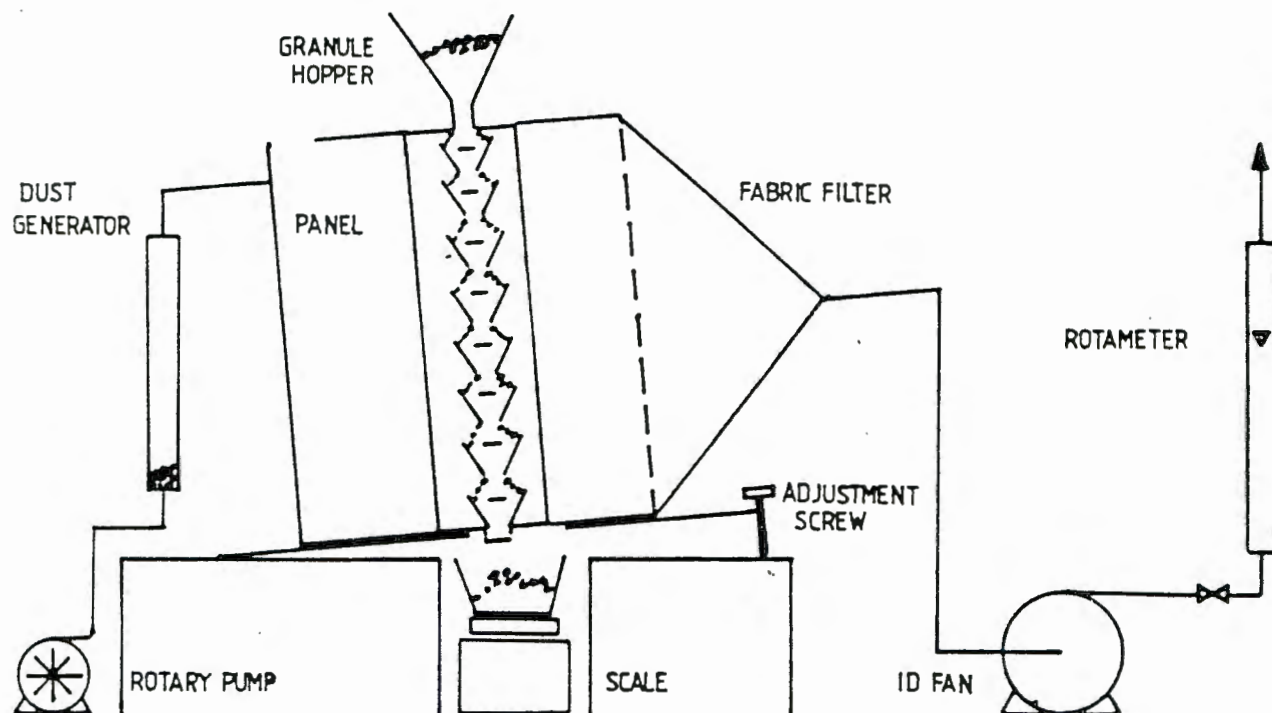 GRANULE
HOPPER
DUST
GENERATOR
PANEL
FABRIC FILTER
ROTAMETER
ADJUSTMENT
SCREW
ROTARY PUMP
SCALE
ID FAN